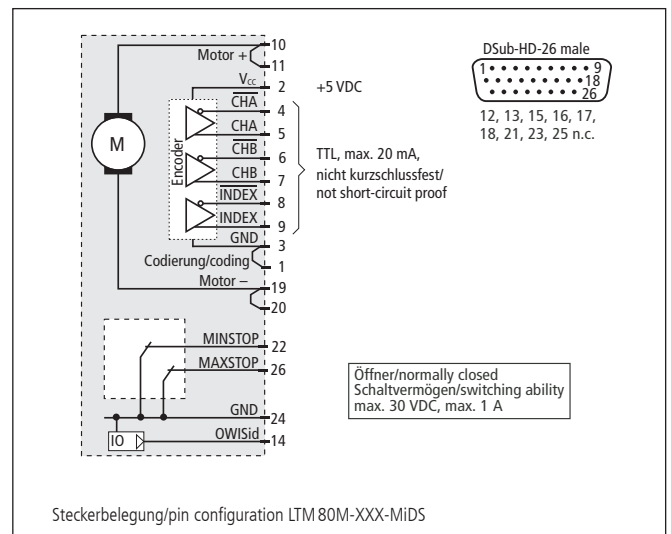 Motor + 10
11
Vcc 2 +5 VDC
CHA 4
CHA 5
CHB 6
CHB 7
INDEX 8
INDEX 9
GND 3
Codierung/coding 1
Motor – 19
20
M
Encoder
TTL, max. 20 mA,
nicht kurzschlussfest/
not short-circuit proof
DSub-HD-26 male
1 9
18
26
12, 13, 15, 16, 17,
18, 21, 23, 25 n.c.
MINSTOP 22
MAXSTOP 26
GND 24
IO OWISid 14
Öffner/normally closed
Schaltvermögen/switching ability
max. 30 VDC, max. 1 A
Steckerbelegung/pin configuration LTM 80M-XXX-MiDS